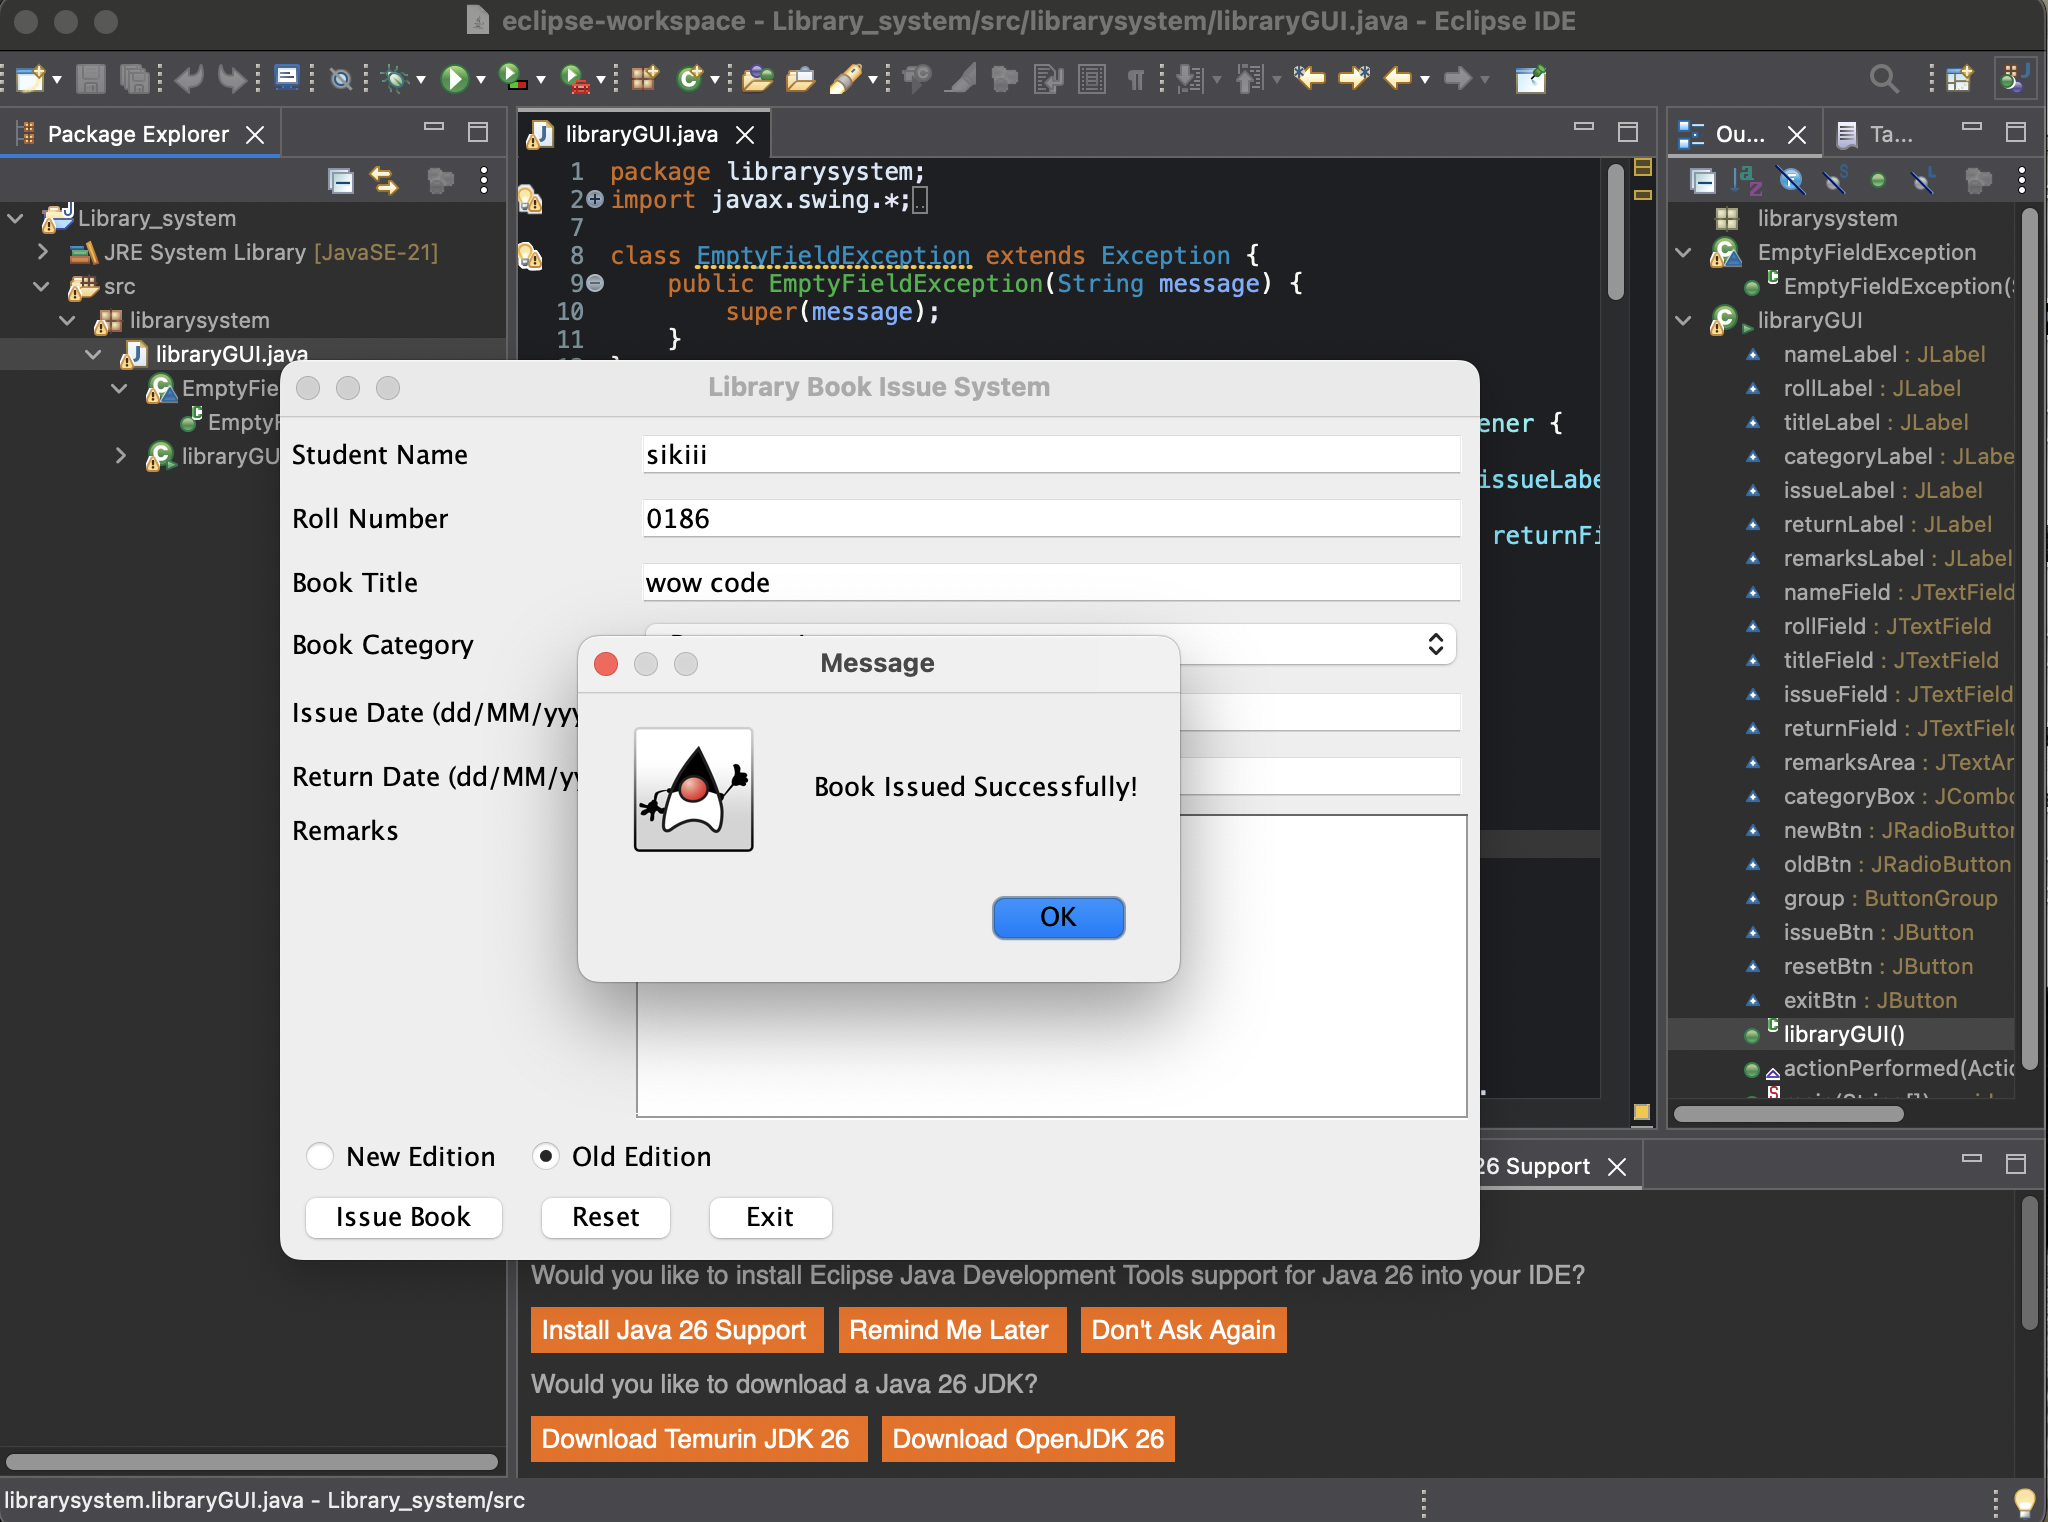 eclipse-workspace - Library_system/src/librarysystem/libraryGUI.java - Eclipse IDE
Package Explorer
Library_system
JRE System Library [JavaSE-21]
src
librarysystem
libraryGUI.java
EmptyFie
EmptyF
libraryGU
libraryGUI.java
1 package librarysystem;
2 import javax.swing.*;
7
8 class EmptyFieldException extends Exception {
9 public EmptyFieldException(String message) {
10 super(message);
11 }
ener {
issueLabe
returnFi
Ou...
Ta...
librarysystem
EmptyFieldException
EmptyFieldException(S
libraryGUI
nameLabel : JLabel
rollLabel : JLabel
titleLabel : JLabel
categoryLabel : JLabe
issueLabel : JLabel
returnLabel : JLabel
remarksLabel : JLabel
nameField : JTextField
rollField : JTextField
titleField : JTextField
issueField : JTextField
returnField : JTextField
remarksArea : JTextAr
categoryBox : JCombo
newBtn : JRadioButton
oldBtn : JRadioButton
group : ButtonGroup
issueBtn : JButton
resetBtn : JButton
exitBtn : JButton
libraryGUI()
actionPerformed(Actio
Library Book Issue System
Student Name sikiii
Roll Number 0186
Book Title wow code
Book Category
Issue Date (dd/MM/yyy
Return Date (dd/MM/yy
Remarks
Message
Book Issued Successfully!
OK
New Edition Old Edition
Issue Book Reset Exit
26 Support
Would you like to install Eclipse Java Development Tools support for Java 26 into your IDE?
Install Java 26 Support Remind Me Later Don't Ask Again
Would you like to download a Java 26 JDK?
Download Temurin JDK 26 Download OpenJDK 26
librarysystem.libraryGUI.java - Library_system/src